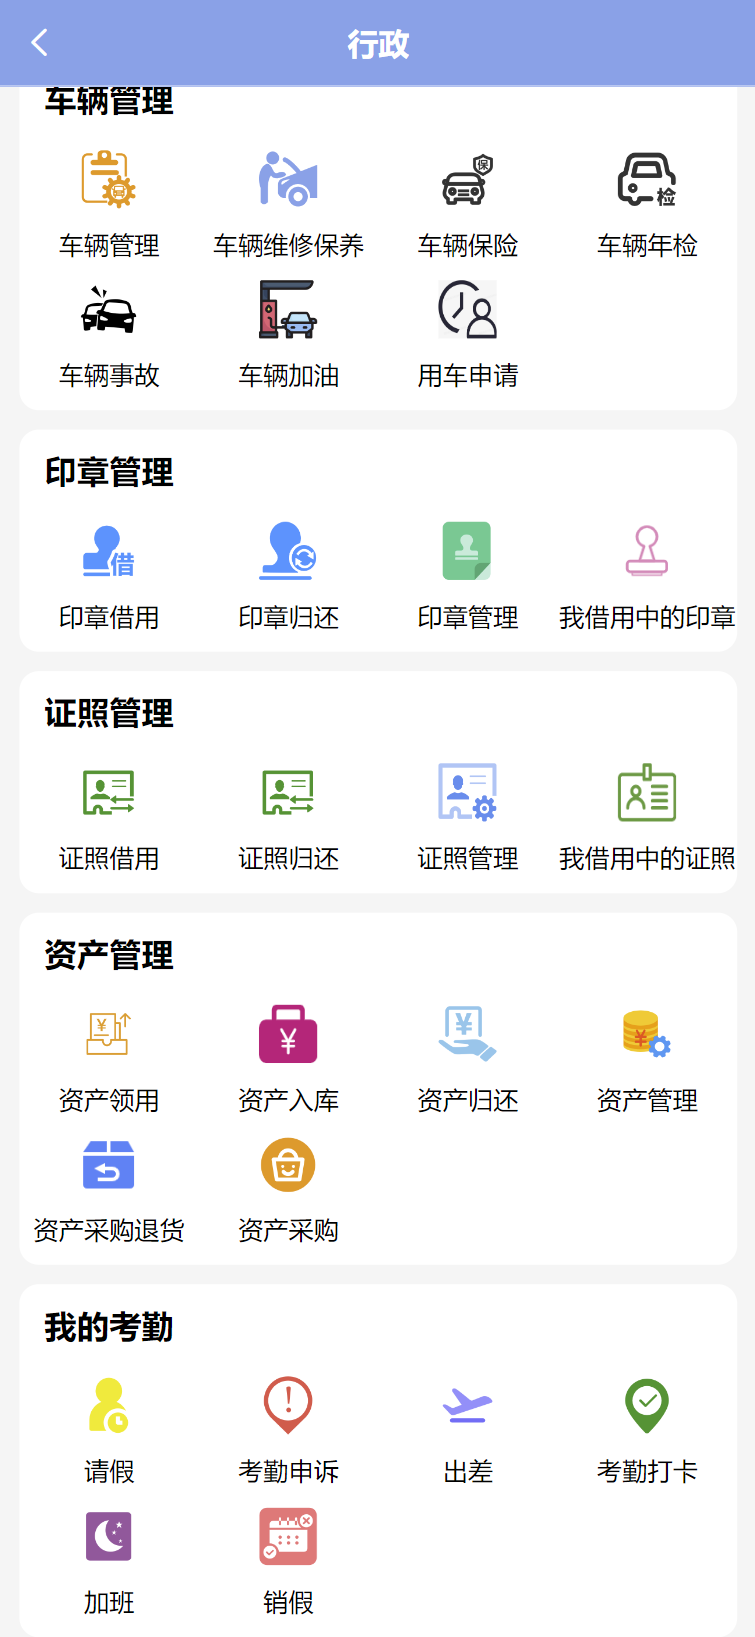 行政
车辆管理
车辆管理 车辆维修保养 车辆保险 车辆年检
保
检
车辆事故 车辆加油 用车申请
印章管理
借
印章借用 印章归还 印章管理 我借用中的印章
证照管理
证照借用 证照归还 证照管理 我借用中的证照
资产管理
¥ ¥ ¥ ¥
资产领用 资产入库 资产归还 资产管理
资产采购退货 资产采购
我的考勤
请假 考勤申诉 出差 考勤打卡
加班 销假